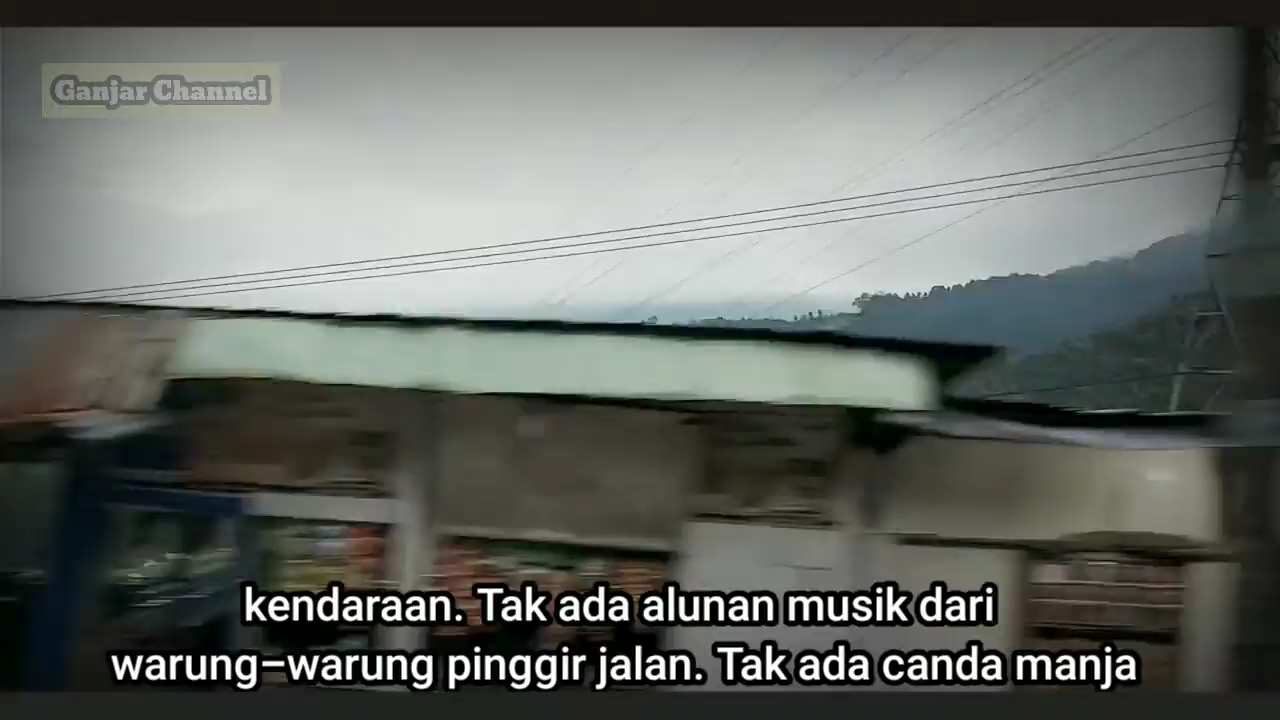 Ganjar Channel
kendaraan. Tak ada alunan musik dari
warung–warung pinggir jalan. Tak ada canda manja